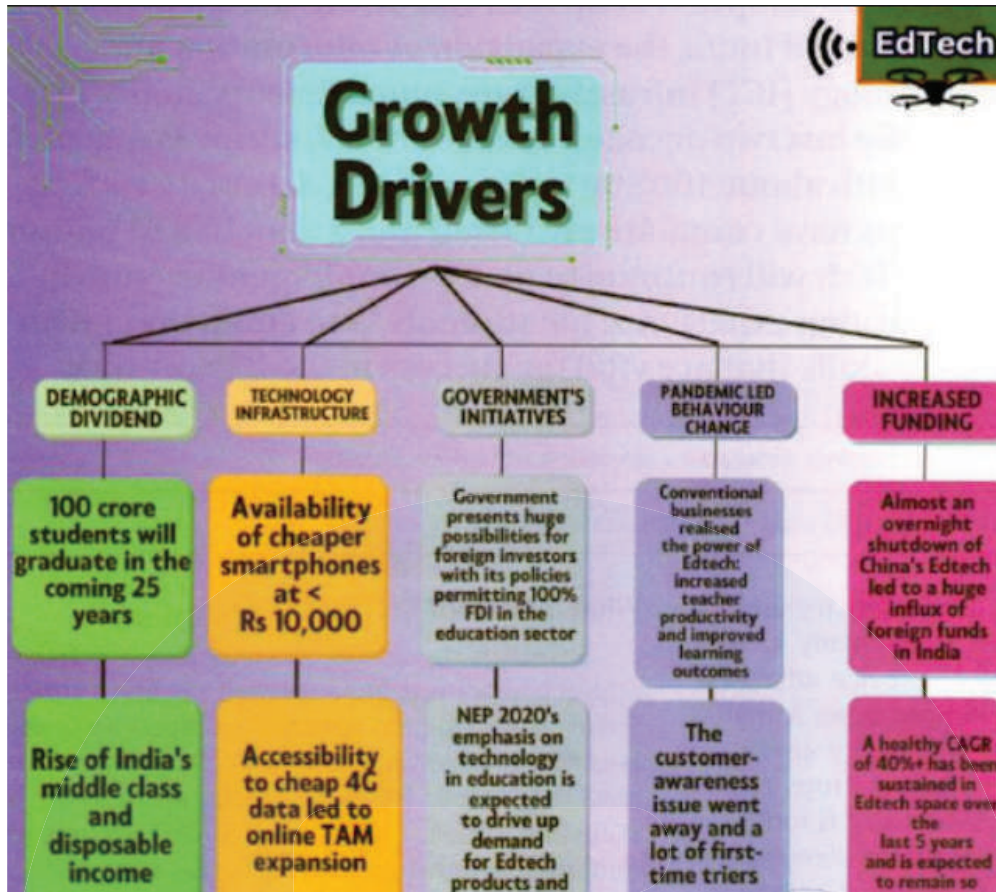 EdTech
Growth
Drivers
DEMOGRAPHIC
DIVIDEND
100 crore
students will
graduate in the
coming 25
years
Rise of India's
middle class
and
disposable
income
TECHNOLOGY
INFRASTRUCTURE
Availability
of cheaper
smartphones
at <
Rs 10,000
Accessibility
to cheap 4G
data led to
online TAM
expansion
GOVERNMENT'S
INITIATIVES
Government
presents huge
possibilities for
foreign investors
with its policies
permitting 100%
FDI in the
education sector
NEP 2020's
emphasis on
technology
in education is
expected
to drive up
demand
for Edtech
products and
PANDEMIC LED
BEHAVIOUR
CHANGE
Conventional
businesses
realised
the power of
Edtech:
increased
teacher
productivity
and improved
learning
outcomes
The
customer-
awareness
issue went
away and a
lot of first-
time triers
INCREASED
FUNDING
Almost an
overnight
shutdown of
China's Edtech
led to a huge
influx of
foreign funds
in India
A healthy CAGR
of 40%+ has been
sustained in
Edtech space over
the
last 5 years
and is expected
to remain so